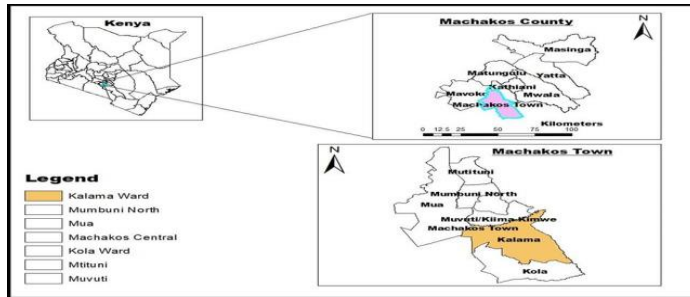 Kenya
Machakos County
N
Masinga
Matungulu
Yatta
Kathiani
Mavoko
Mwala
Machakos Town
Kilometers
0 12.5 25 50 75 100
Machakos Town
N
Mutituni
Mumbuni North
Mua
Muvuti/Kiima-Kimwe
Machakos Town
Kalama
Kola
Legend
Kalama Ward
Mumbuni North
Mua
Machakos Central
Kola Ward
Mtituni
Muvuti